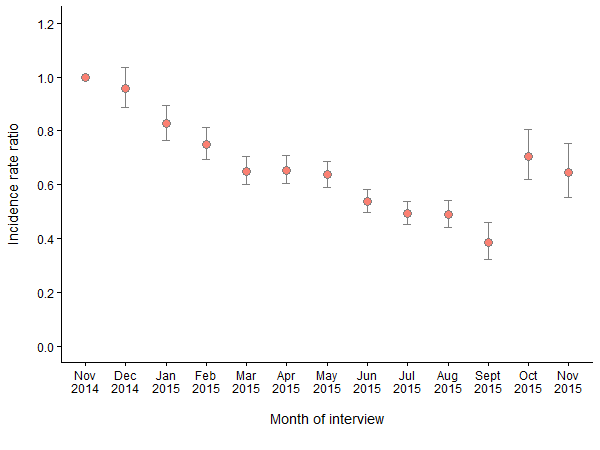 Incidence rate ratio
1.2
1.0
0.8
0.6
0.4
0.2
0.0
Nov Dec Jan Feb Mar Apr May Jun Jul Aug Sept Oct Nov
2014 2014 2015 2015 2015 2015 2015 2015 2015 2015 2015 2015 2015
Month of interview